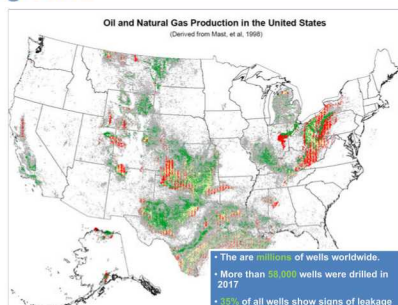 Oil and Natural Gas Production in the United States
(Derived from Mast, et al, 1998)
• The are millions of wells worldwide.
• More than 58,000 wells were drilled in
2017
• 35% of all wells show signs of leakage